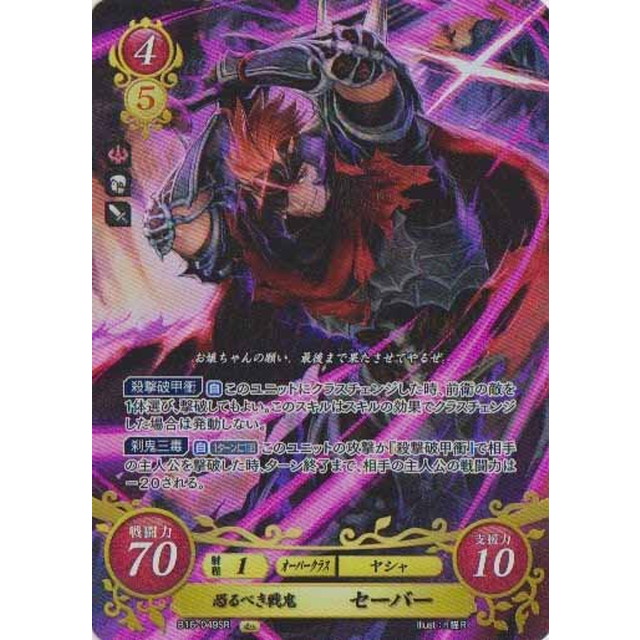 4
5
お嬢ちゃんの願い、最後まで果たさせてやるぜ。
殺撃破甲衝 自 このユニットにクラスチェンジした時、前衛の敵を
1体選び、撃破してもよい。このスキルはスキルの効果でクラスチェンジ
した場合は発動しない。
刹鬼三毒 自 1ターンに1回 このユニットの攻撃か『殺撃破甲衝』で相手
の主人公を撃破した時、ターン終了まで、相手の主人公の戦闘力は
−20される。
戦闘力
70
射程 1 オーバークラス ヤシャ
支援力
10
恐るべき戦鬼 セーバー
B16-049SR Illust：